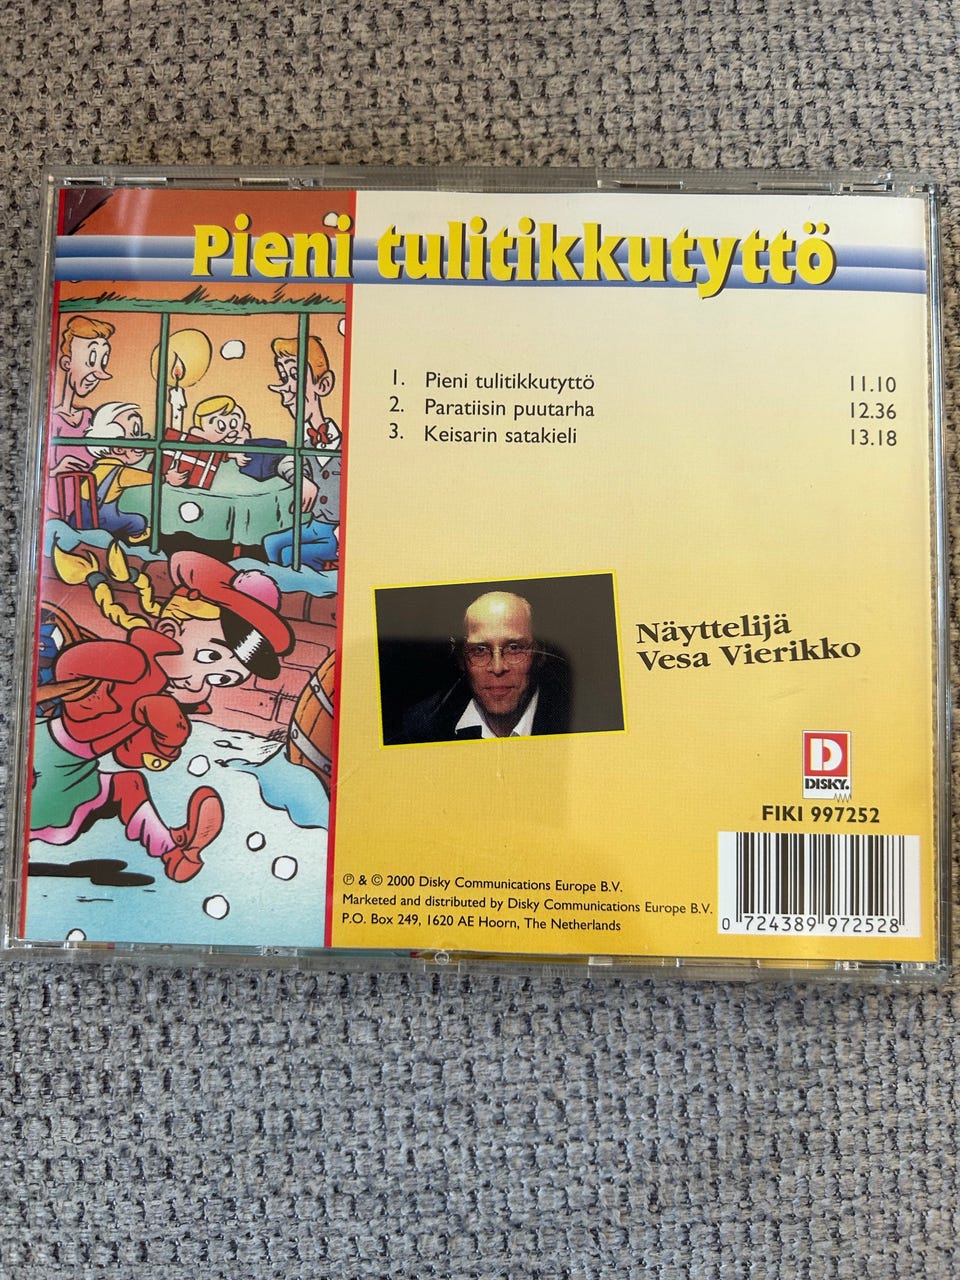 Pieni tulitikkutyttö
1. Pieni tulitikkutyttö 11.10
2. Paratiisin puutarha 12.36
3. Keisarin satakieli 13.18
Näyttelijä
Vesa Vierikko
D
DISKY.
FIKI 997252
℗ & © 2000 Disky Communications Europe B.V.
Marketed and distributed by Disky Communications Europe B.V.
P.O. Box 249, 1620 AE Hoorn, The Netherlands
0 724389 972528